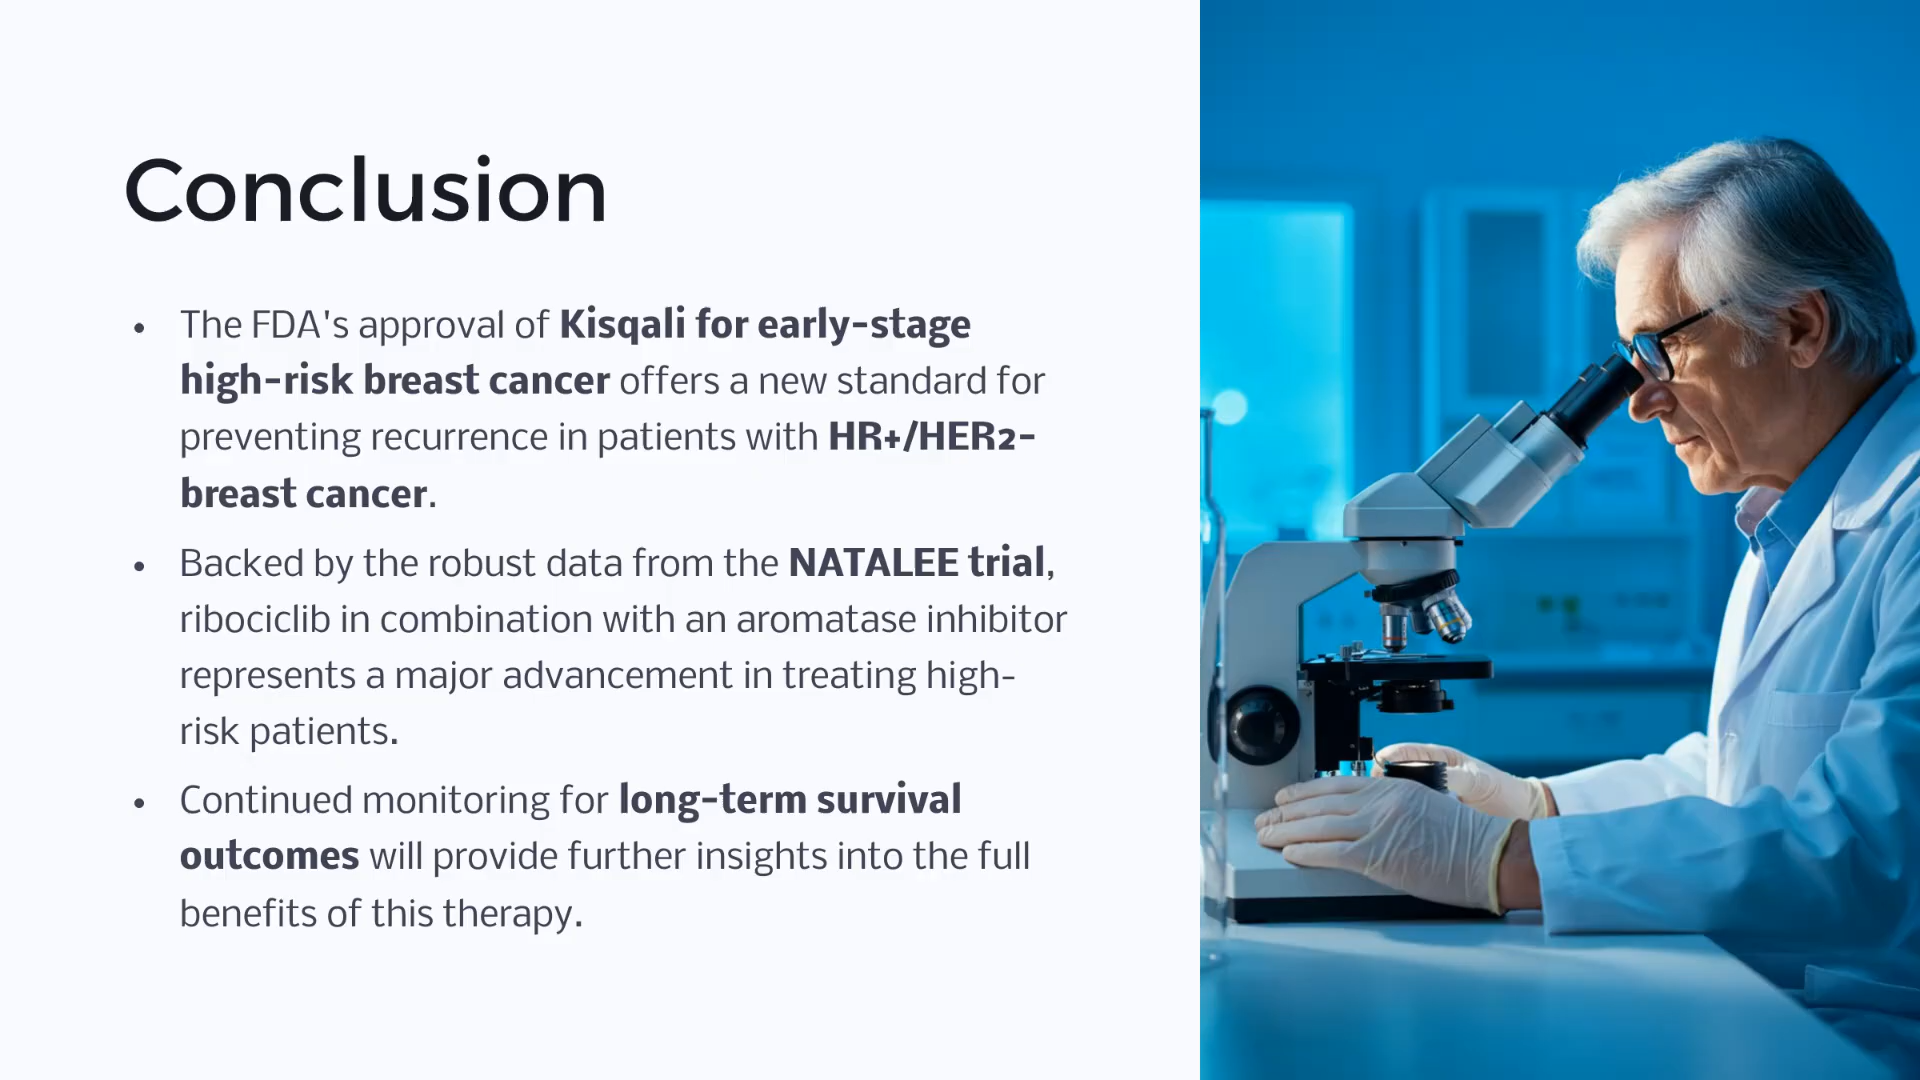 Conclusion
• The FDA's approval of Kisqali for early-stage
high-risk breast cancer offers a new standard for
preventing recurrence in patients with HR+/HER2-
breast cancer.
• Backed by the robust data from the NATALEE trial,
ribociclib in combination with an aromatase inhibitor
represents a major advancement in treating high-
risk patients.
• Continued monitoring for long-term survival
outcomes will provide further insights into the full
benefits of this therapy.